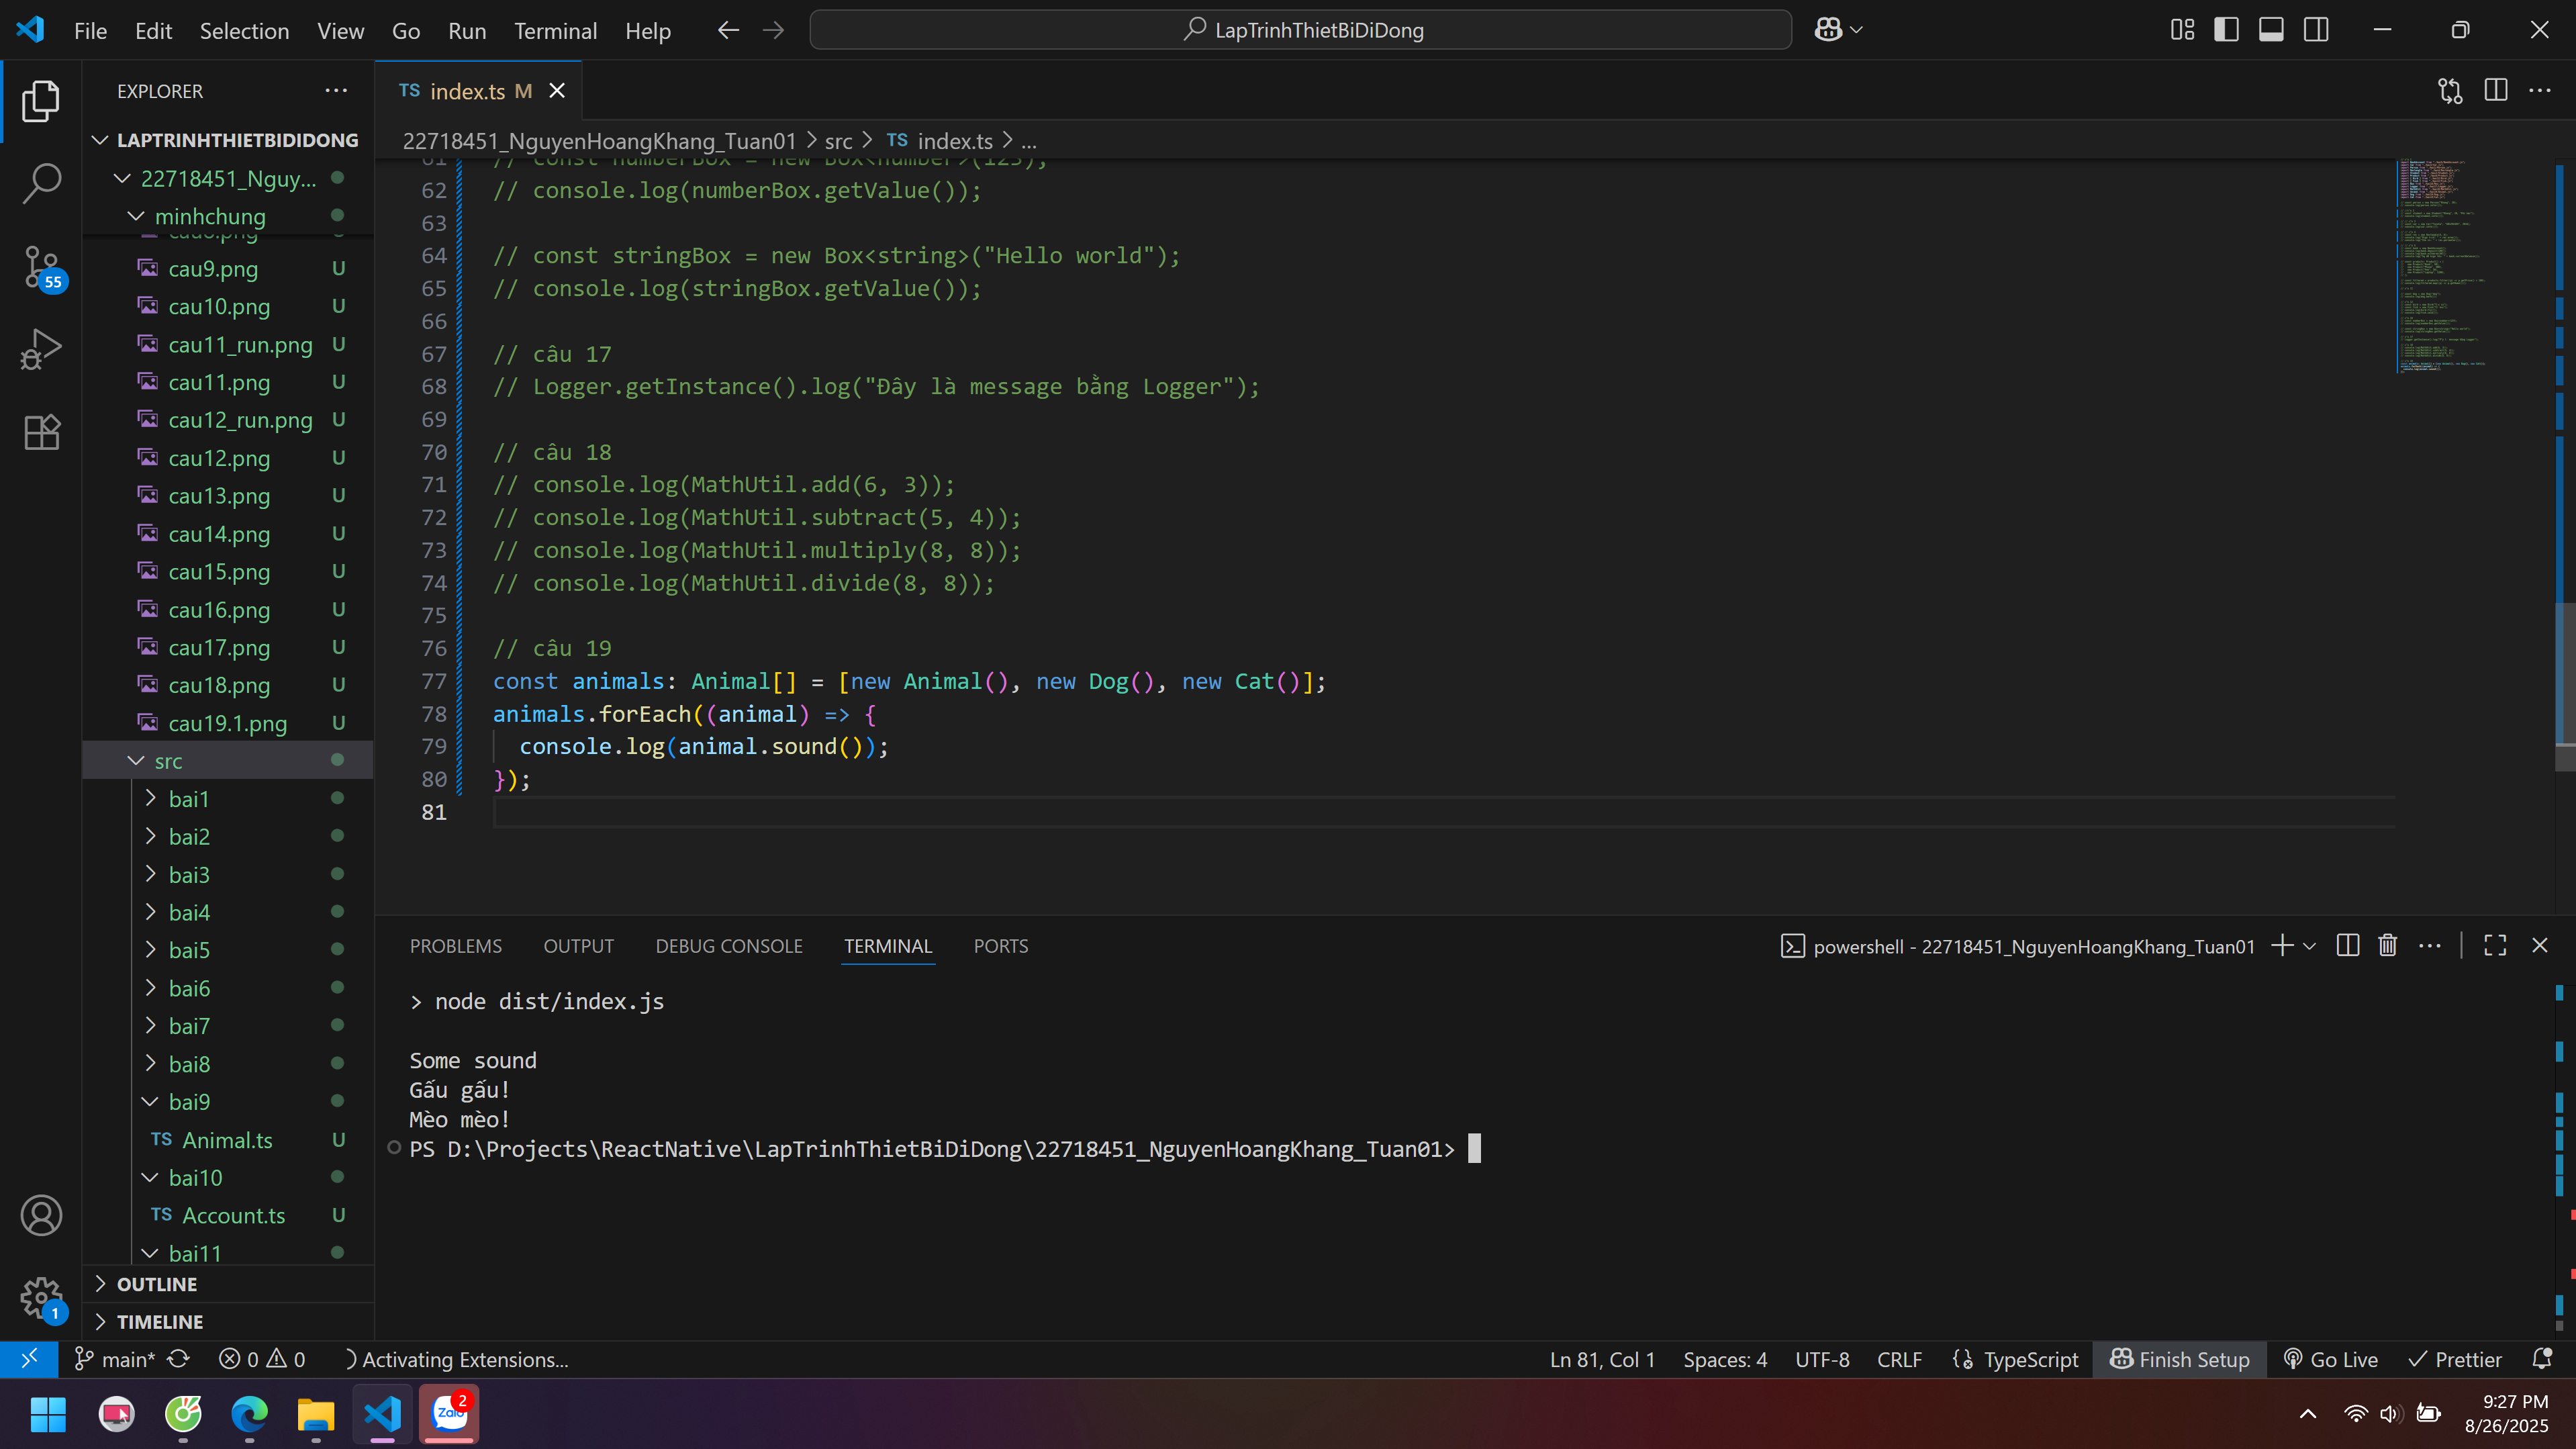 File Edit Selection View Go Run Terminal Help
LapTrinhThietBiDiDong
EXPLORER
LAPTRINHTHIETBIDIDONG
22718451_Nguy...
minhchung
cau9.png U
cau10.png U
cau11_run.png U
cau11.png U
cau12_run.png U
cau12.png U
cau13.png U
cau14.png U
cau15.png U
cau16.png U
cau17.png U
cau18.png U
cau19.1.png U
src
bai1
bai2
bai3
bai4
bai5
bai6
bai7
bai8
bai9
TS Animal.ts U
bai10
TS Account.ts U
bai11
OUTLINE
TIMELINE
55
1
TS index.ts M
22718451_NguyenHoangKhang_Tuan01 > src > TS index.ts > ...
61 // const numberBox = new Box<number>(123);
62 // console.log(numberBox.getValue());
63
64 // const stringBox = new Box<string>("Hello world");
65 // console.log(stringBox.getValue());
66
67 // câu 17
68 // Logger.getInstance().log("Đây là message bằng Logger");
69
70 // câu 18
71 // console.log(MathUtil.add(6, 3));
72 // console.log(MathUtil.subtract(5, 4));
73 // console.log(MathUtil.multiply(8, 8));
74 // console.log(MathUtil.divide(8, 8));
75
76 // câu 19
77 const animals: Animal[] = [new Animal(), new Dog(), new Cat()];
78 animals.forEach((animal) => {
79 console.log(animal.sound());
80 });
81
PROBLEMS OUTPUT DEBUG CONSOLE TERMINAL PORTS
powershell - 22718451_NguyenHoangKhang_Tuan01
> node dist/index.js
Some sound
Gấu gấu!
Mèo mèo!
PS D:\Projects\ReactNative\LapTrinhThietBiDiDong\22718451_NguyenHoangKhang_Tuan01>
main* 0 0 Activating Extensions... Ln 81, Col 1 Spaces: 4 UTF-8 CRLF TypeScript Finish Setup Go Live Prettier
Zalo 2
9:27 PM
8/26/2025